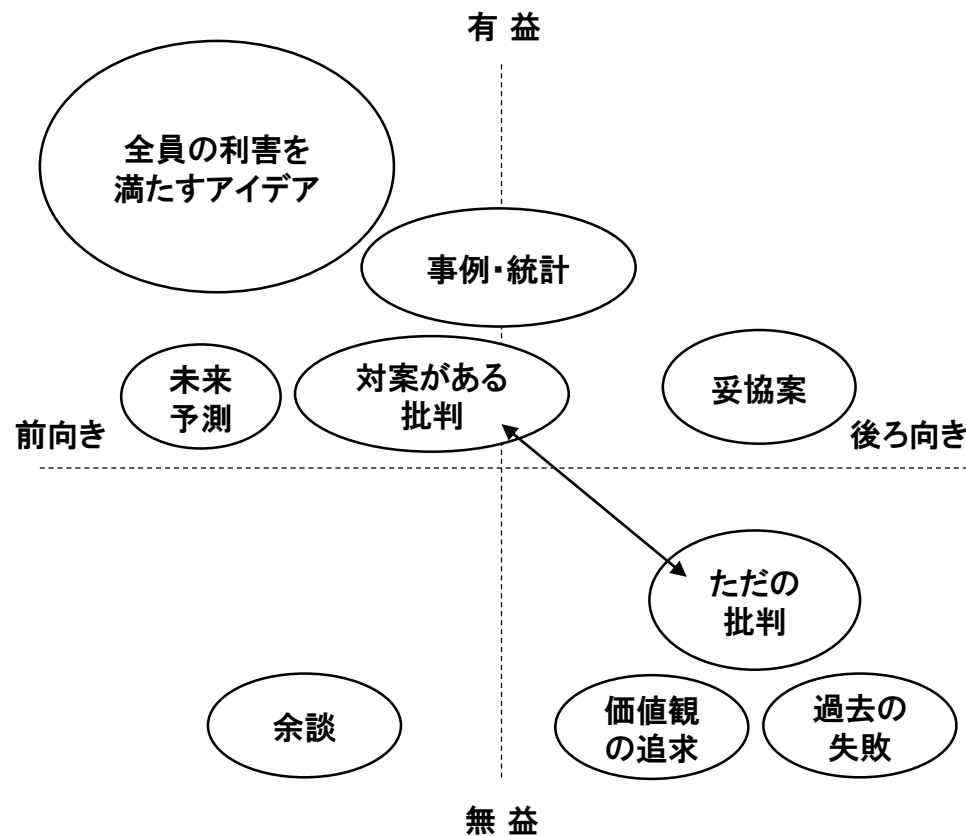 有 益
全員の利害を
満たすアイデア
事例・統計
未来
予測
対案がある
批判
妥協案
前向き
後ろ向き
ただの
批判
余談
価値観
の追求
過去の
失敗
無 益